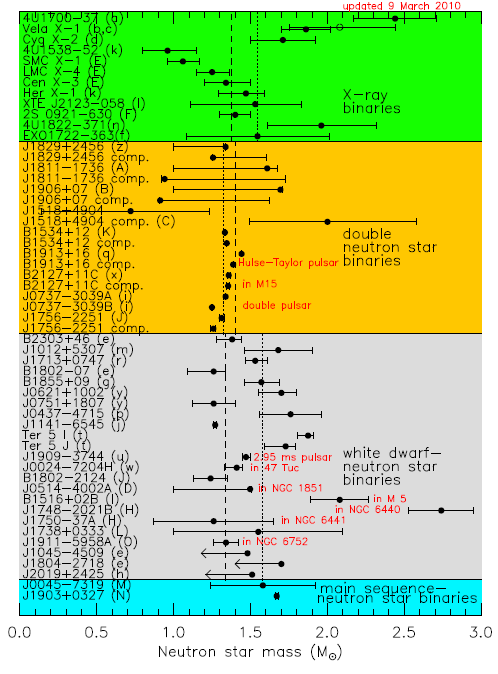 updated 9 March 2010
4U1700-37 (b)
Vela X-1 (b,c)
Cyg X-2 (d)
4U1538-52 (k)
SMC X-1 (E)
LMC X-4 (E)
Cen X-3 (E)
Her X-1 (k)
XTE J2123-058 (l)
2S 0921-630 (F)
4U1822-371(n)
EXO1722-363(f)
X-ray
binaries
J1829+2456 (z)
J1829+2456 comp.
J1811-1736 (A)
J1811-1736 comp.
J1906+07 (B)
J1906+07 comp.
J1518+4904
J1518+4904 comp. (C)
B1534+12 (K)
B1534+12 comp.
B1913+16 (q)
B1913+16 comp. Hulse-Taylor pulsar
B2127+11C (x)
B2127+11C comp. in M15
J0737-3039A (i)
J0737-3039B (i) double pulsar
J1756-2251 (J)
J1756-2251 comp.
double
neutron star
binaries
B2303+46 (e)
J1012+5307 (m)
J1713+0747 (r)
B1802-07 (e)
B1855+09 (g)
J0621+1002 (y)
J0751+1807 (y)
J0437-4715 (p)
J1141-6545 (j)
Ter 5 I (t)
Ter 5 J (t)
J1909-3744 (u) 2.95 ms pulsar
J0024-7204H (w) in 47 Tuc
B1802-2124 (J)
J0514-4002A (D) in NGC 1851
B1516+02B (I) in M 5
J1748-2021B (H) in NGC 6440
J1750-37A (H) in NGC 6441
J1738+0333 (L)
J1911-5958A (D) in NGC 6752
J1045-4509 (e)
J1804-2718 (e)
J2019+2425 (h)
white dwarf-
neutron star
binaries
J0045-7319 (M)
J1903+0327 (N)
main sequence-
neutron star binaries
0.0 0.5 1.0 1.5 2.0 2.5 3.0
Neutron star mass (M☉)